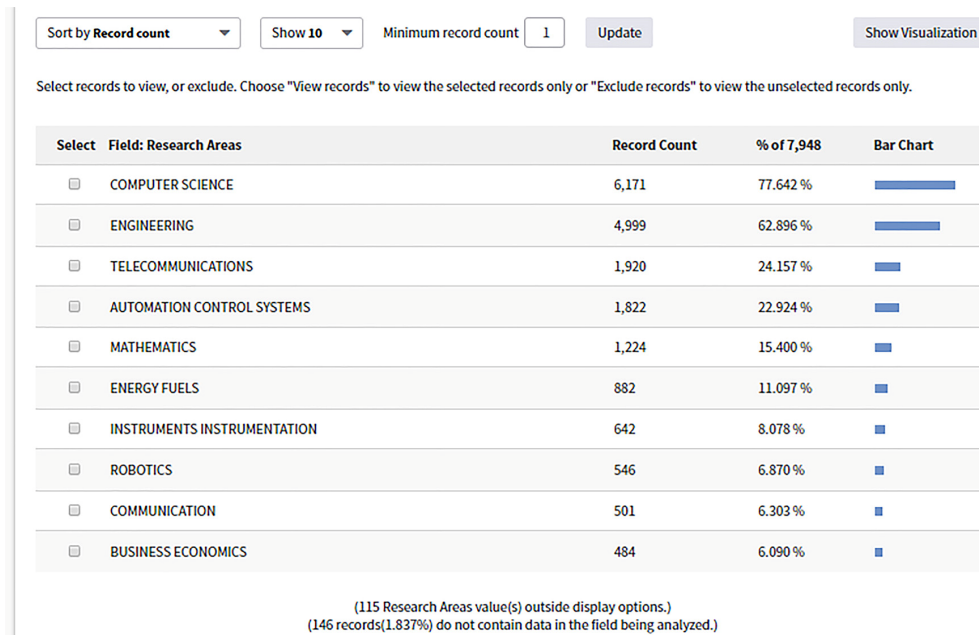 Sort by Record count Show 10 Minimum record count 1 Update Show Visualization
Select records to view, or exclude. Choose "View records" to view the selected records only or "Exclude records" to view the unselected records only.
Select Field: Research Areas Record Count % of 7,948 Bar Chart
COMPUTER SCIENCE 6,171 77.642 %
ENGINEERING 4,999 62.896 %
TELECOMMUNICATIONS 1,920 24.157 %
AUTOMATION CONTROL SYSTEMS 1,822 22.924 %
MATHEMATICS 1,224 15.400 %
ENERGY FUELS 882 11.097 %
INSTRUMENTS INSTRUMENTATION 642 8.078 %
ROBOTICS 546 6.870 %
COMMUNICATION 501 6.303 %
BUSINESS ECONOMICS 484 6.090 %
(115 Research Areas value(s) outside display options.)
(146 records(1.837%) do not contain data in the field being analyzed.)